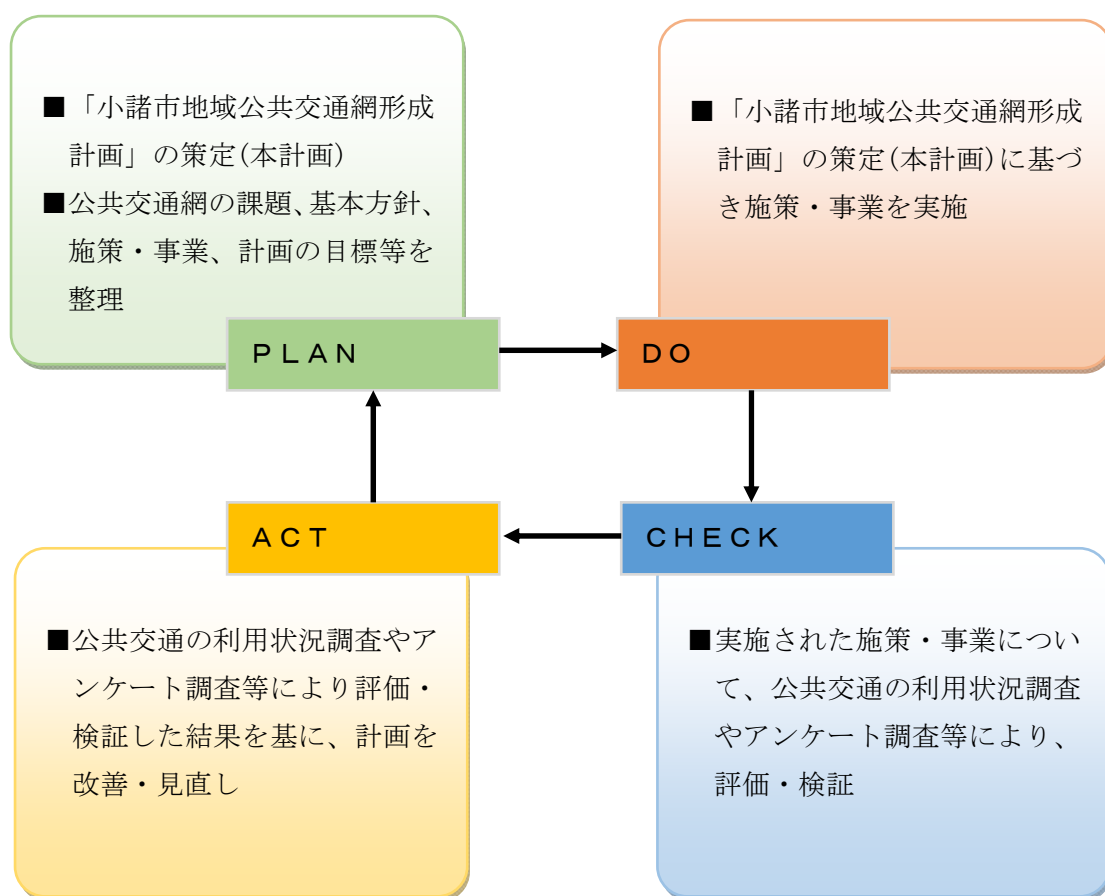 ■「小諸市地域公共交通網形成
計画」の策定(本計画)
■公共交通網の課題、基本方針、
施策・事業、計画の目標等を
整理
PLAN
■「小諸市地域公共交通網形成
計画」の策定(本計画)に基づ
き施策・事業を実施
DO
ACT
■公共交通の利用状況調査やア
ンケート調査等により評価・
検証した結果を基に、計画を
改善・見直し
CHECK
■実施された施策・事業につい
て、公共交通の利用状況調査
やアンケート調査等により、
評価・検証